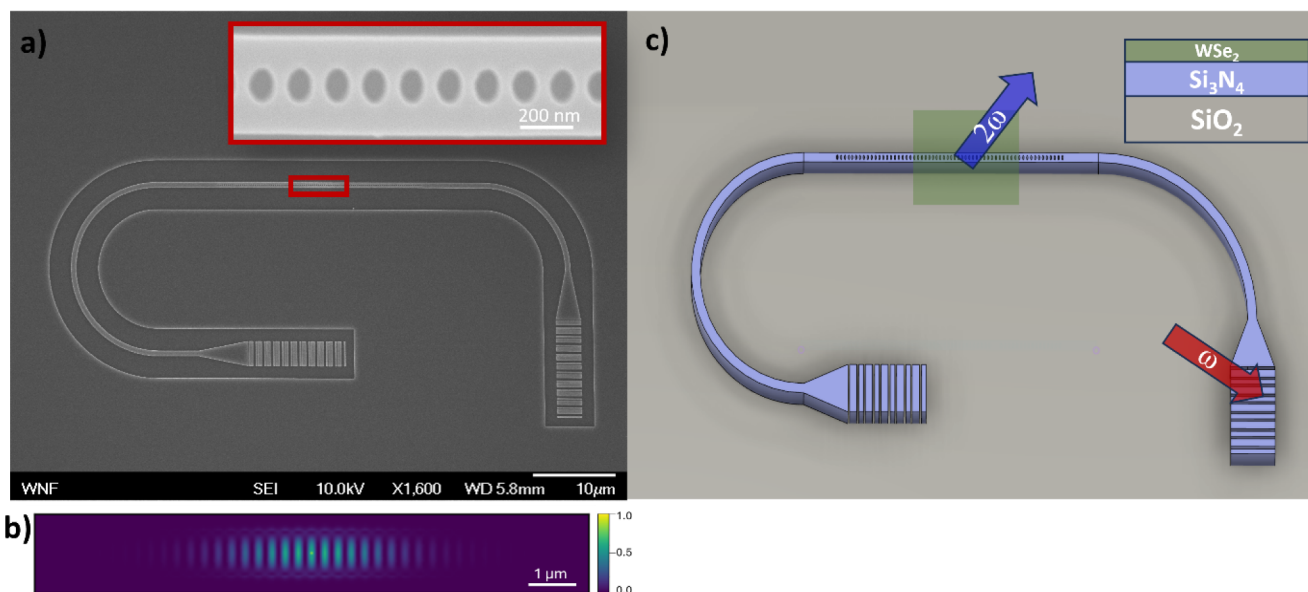 a)
200 nm
WNF SEI 10.0kV X1,600 WD 5.8mm 10μm
b)
1.0
0.5
0.0
1 μm
c)
WSe₂
Si₃N₄
SiO₂
2ω
ω